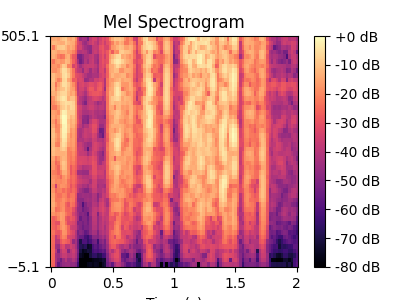 Mel Spectrogram
505.1
−5.1
0
0.5
1
1.5
2
+0 dB
-10 dB
-20 dB
-30 dB
-40 dB
-50 dB
-60 dB
-70 dB
-80 dB